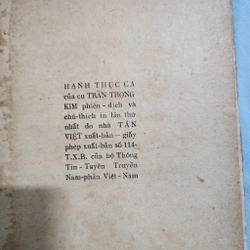 HẠNH THỤC CA
của cụ TRẦN TRỌNG
KIM phiên - dịch và
chú-thích in lần thứ
nhất do nhà TÂN
VIỆT xuất-bản — giấy
phép xuất-bản số 114-
T.X.B. của bộ Thông
Tin - Tuyên Truyền
Nam-phần Việt - Nam